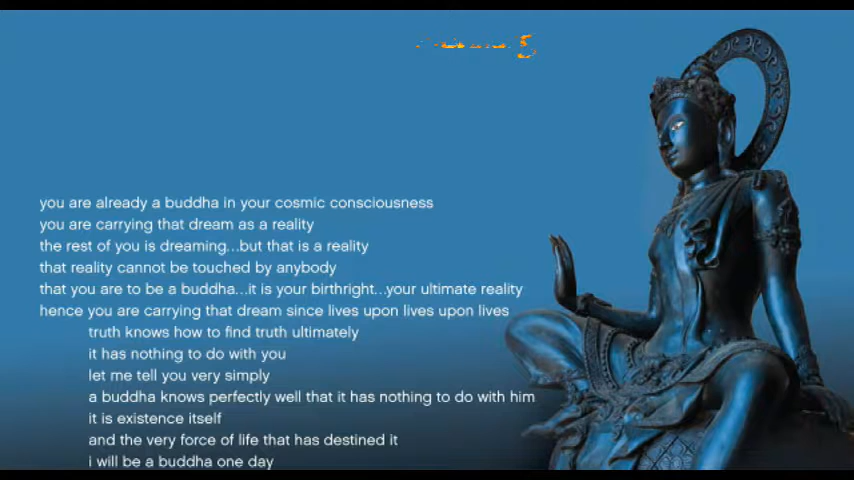 you are already a buddha in your cosmic consciousness
you are carrying that dream as a reality
the rest of you is dreaming...but that is a reality
that reality cannot be touched by anybody
that you are to be a buddha...it is your birthright...your ultimate reality
hence you are carrying that dream since lives upon lives upon lives
truth knows how to find truth ultimately
it has nothing to do with you
let me tell you very simply
a buddha knows perfectly well that it has nothing to do with him
it is existence itself
and the very force of life that has destined it
i will be a buddha one day